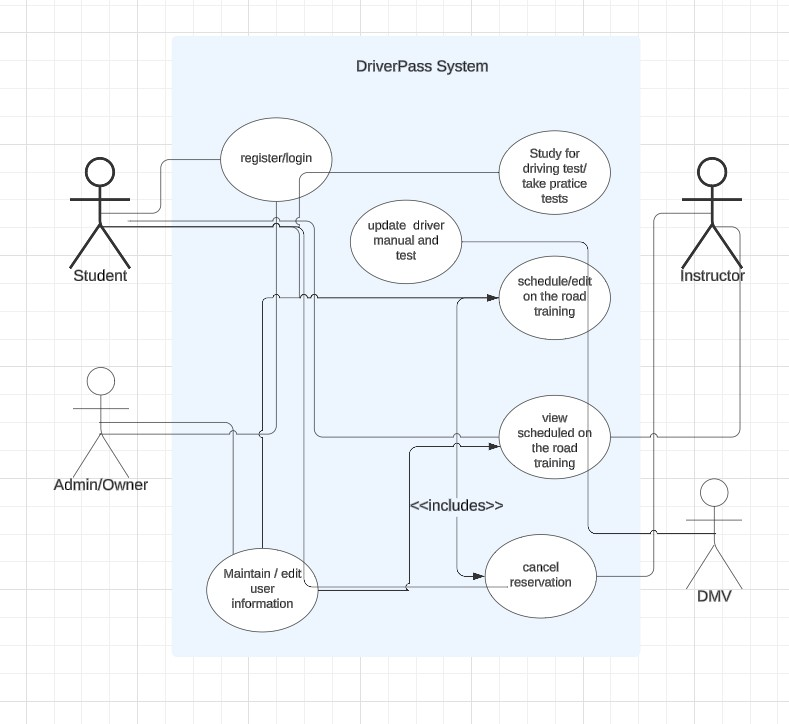 DriverPass System
register/login
Study for
driving test/
take pratice
tests
update driver
manual and
test
Student
Instructor
schedule/edit
on the road
training
view
scheduled on
the road
training
Admin/Owner
<<includes>>
cancel
reservation
Maintain / edit
user
information
DMV